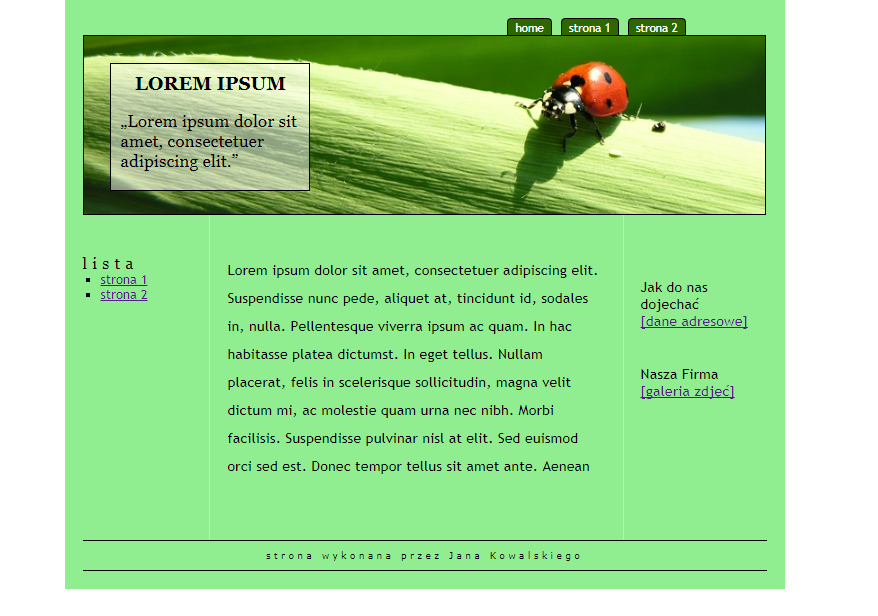 home strona 1 strona 2
LOREM IPSUM
„Lorem ipsum dolor sit
amet, consectetuer
adipiscing elit.”
lista
strona 1
strona 2
Lorem ipsum dolor sit amet, consectetuer adipiscing elit.
Suspendisse nunc pede, aliquet at, tincidunt id, sodales
in, nulla. Pellentesque viverra ipsum ac quam. In hac
habitasse platea dictumst. In eget tellus. Nullam
placerat, felis in scelerisque sollicitudin, magna velit
dictum mi, ac molestie quam urna nec nibh. Morbi
facilisis. Suspendisse pulvinar nisl at elit. Sed euismod
orci sed est. Donec tempor tellus sit amet ante. Aenean
Jak do nas
dojechać
[dane adresowe]
Nasza Firma
[galeria zdjęć]
strona wykonana przez Jana Kowalskiego